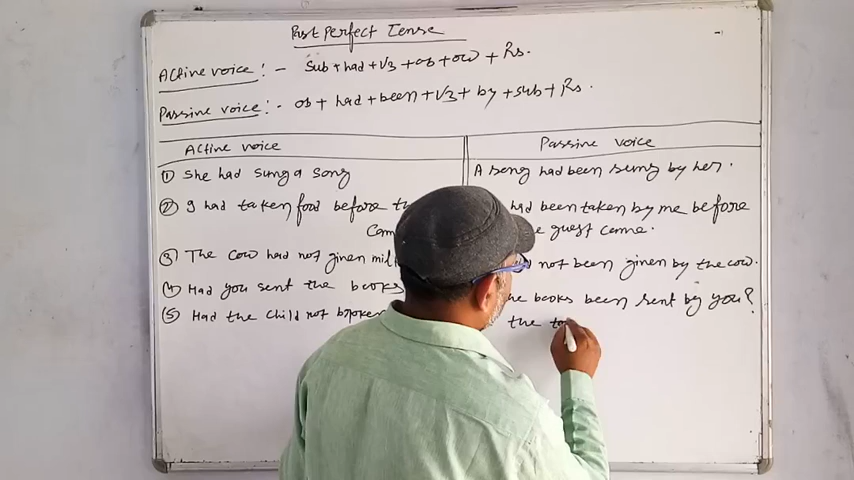 Past Perfect Tense
Active voice :- Sub + had + V3 + ob + ow + Rs.
Passive voice :- ob + had + been + V3 + by + sub + Rs.
Active voice
Passive voice
① She had sung a song
A song had been sung by her.
② I had taken food before
had been taken by me before
guest came.
③ The cow had not given
not been given by the cow.
④ Had you sent the books
books been sent by you?
⑤ Had the child not broken
the